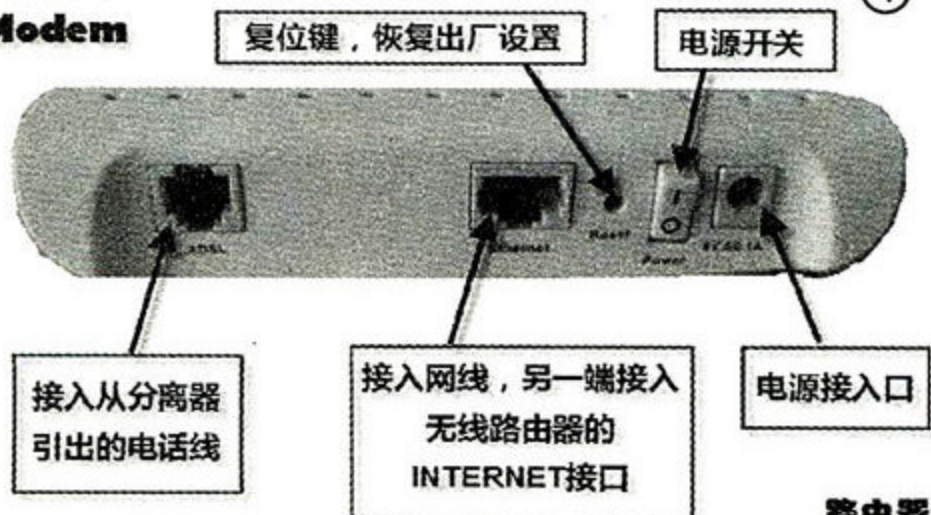 Modem
复位键，恢复出厂设置
电源开关
Reset
Power
接入从分离器
引出的电话线
接入网线，另一端接入
无线路由器的
INTERNET接口
电源接入口
路由器